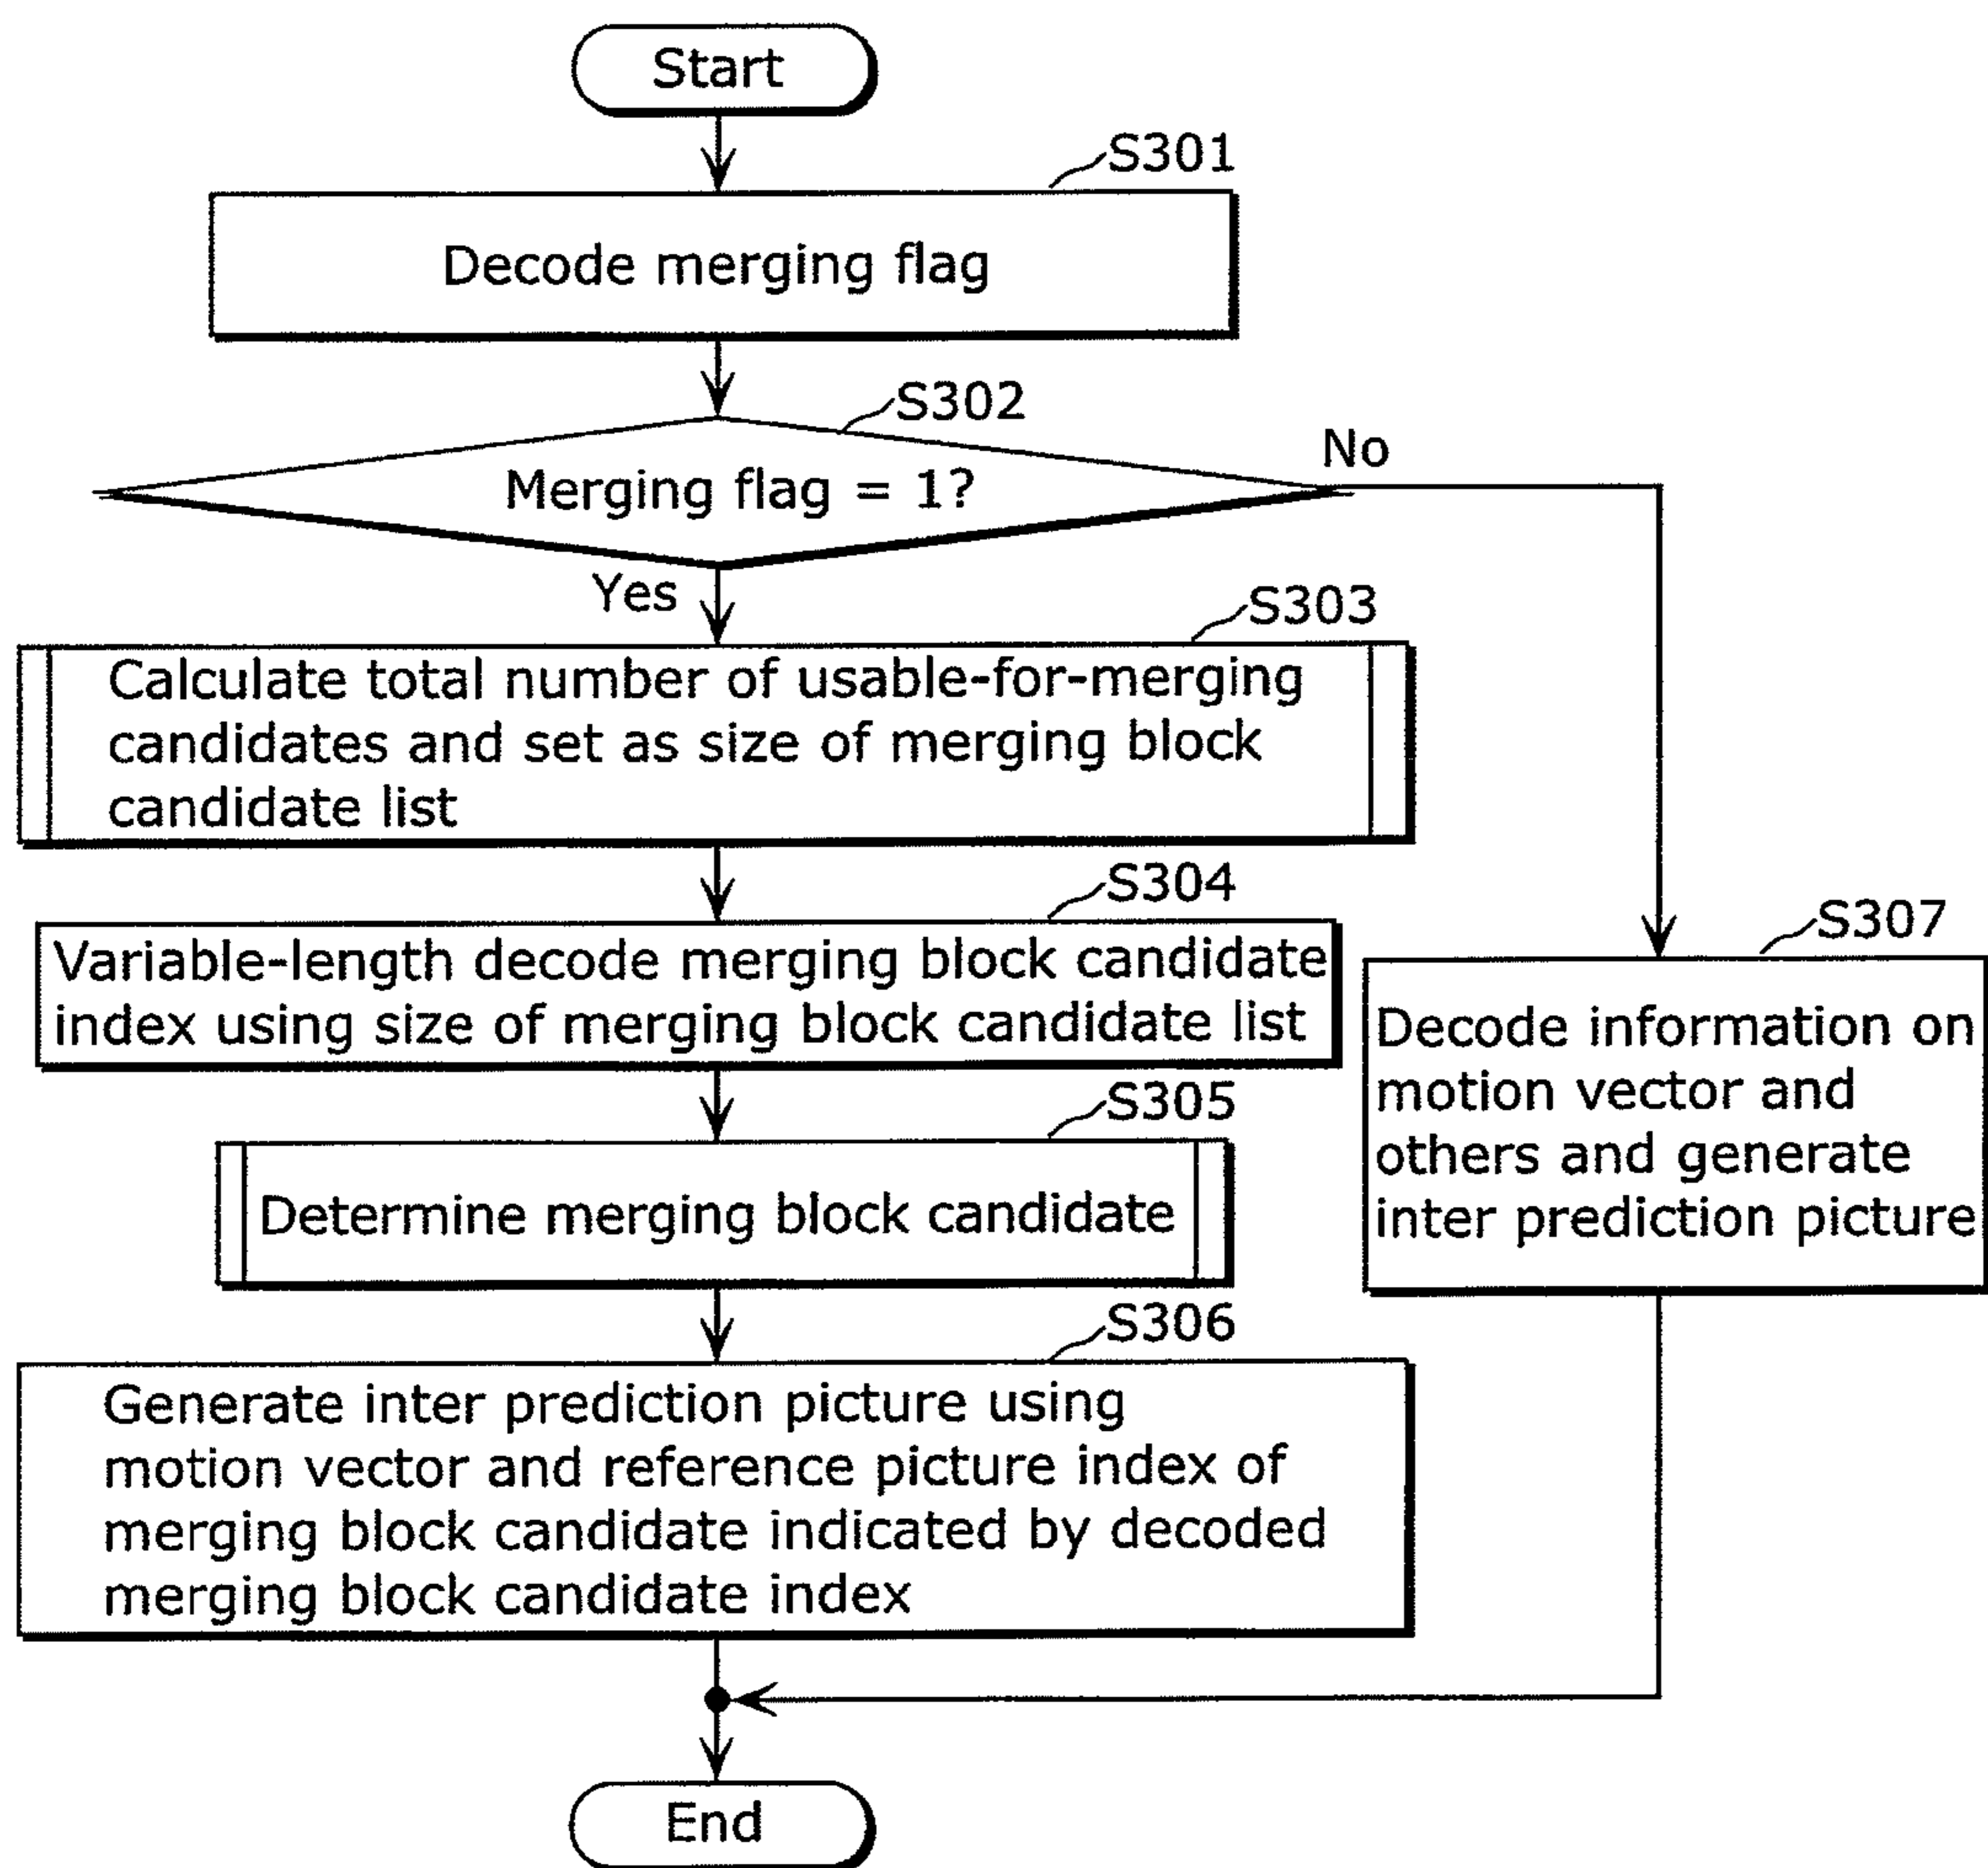 Start
S301
Decode merging flag
S302
Merging flag = 1?
No
Yes
S303
Calculate total number of usable-for-merging
candidates and set as size of merging block
candidate list
S304
Variable-length decode merging block candidate
index using size of merging block candidate list
S307
Decode information on
motion vector and
others and generate
inter prediction picture
S305
Determine merging block candidate
S306
Generate inter prediction picture using
motion vector and reference picture index of
merging block candidate indicated by decoded
merging block candidate index
End